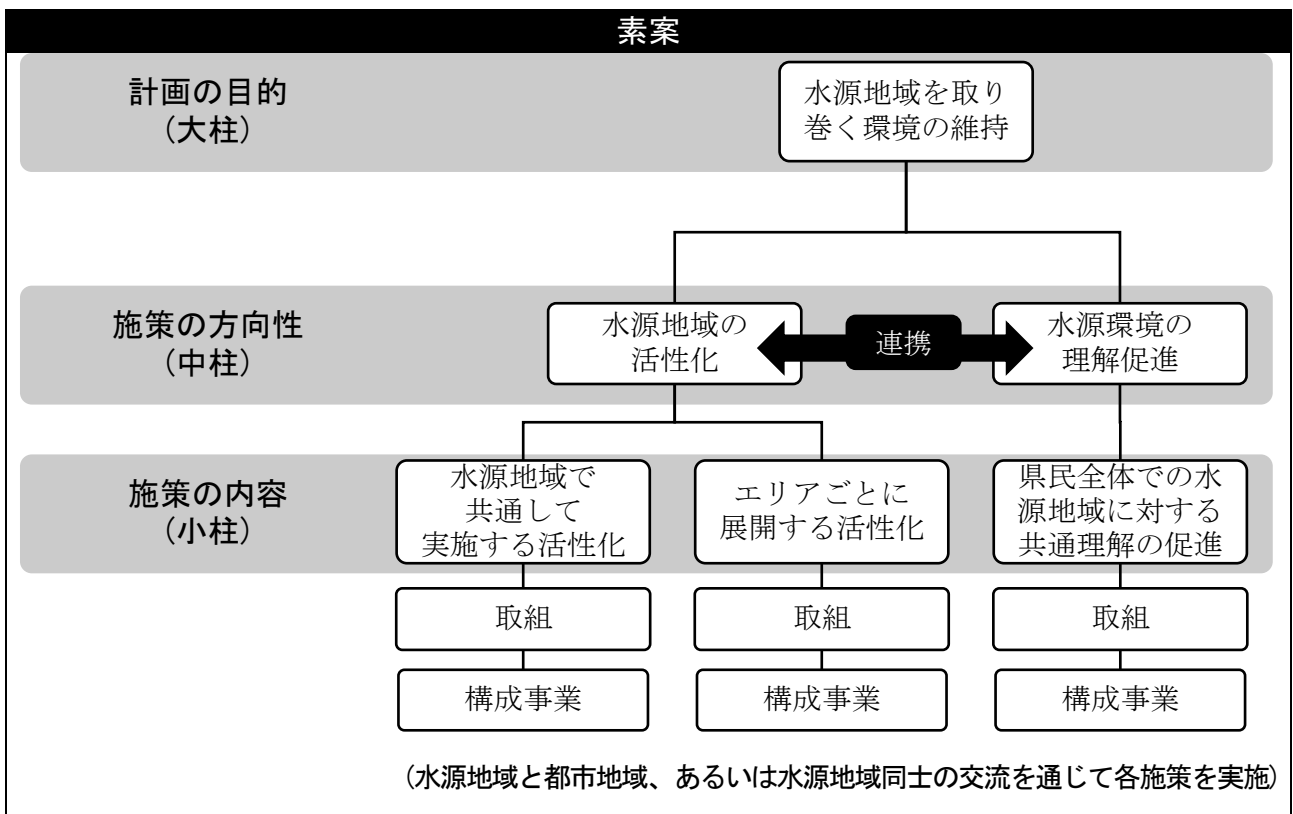 素案
計画の目的
（大柱）
水源地域を取り
巻く環境の維持
施策の方向性
（中柱）
水源地域の
活性化
連携
水源環境の
理解促進
施策の内容
（小柱）
水源地域で
共通して
実施する活性化
エリアごとに
展開する活性化
県民全体での水
源地域に対する
共通理解の促進
取組
取組
取組
構成事業
構成事業
構成事業
（水源地域と都市地域、あるいは水源地域同士の交流を通じて各施策を実施）